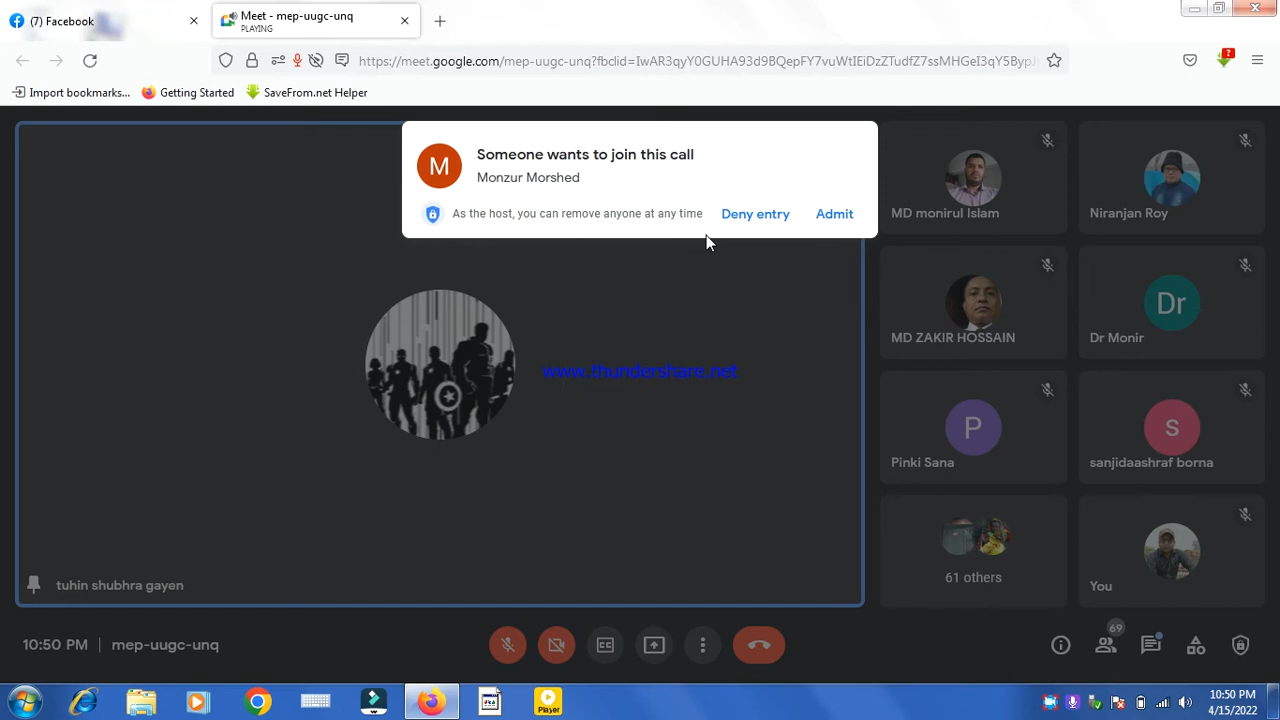 (7) Facebook
Meet - mep-uugc-unq
PLAYING
https://meet.google.com/mep-uugc-unq?fbclid=IwAR3qyY0GUHA93d9BQepFY7vuWtIEiDzZTudfZ7ssMHGeI3qY5BypJ
Import bookmarks...
Getting Started
SaveFrom.net Helper
M
Someone wants to join this call
Monzur Morshed
As the host, you can remove anyone at any time
Deny entry
Admit
MD monirul Islam
Niranjan Roy
MD ZAKIR HOSSAIN
Dr
Dr Monir
www.thundershare.net
P
Pinki Sana
s
sanjidaashraf borna
61 others
You
tuhin shubhra gayen
10:50 PM | mep-uugc-unq
69
Player
10:50 PM
4/15/2022